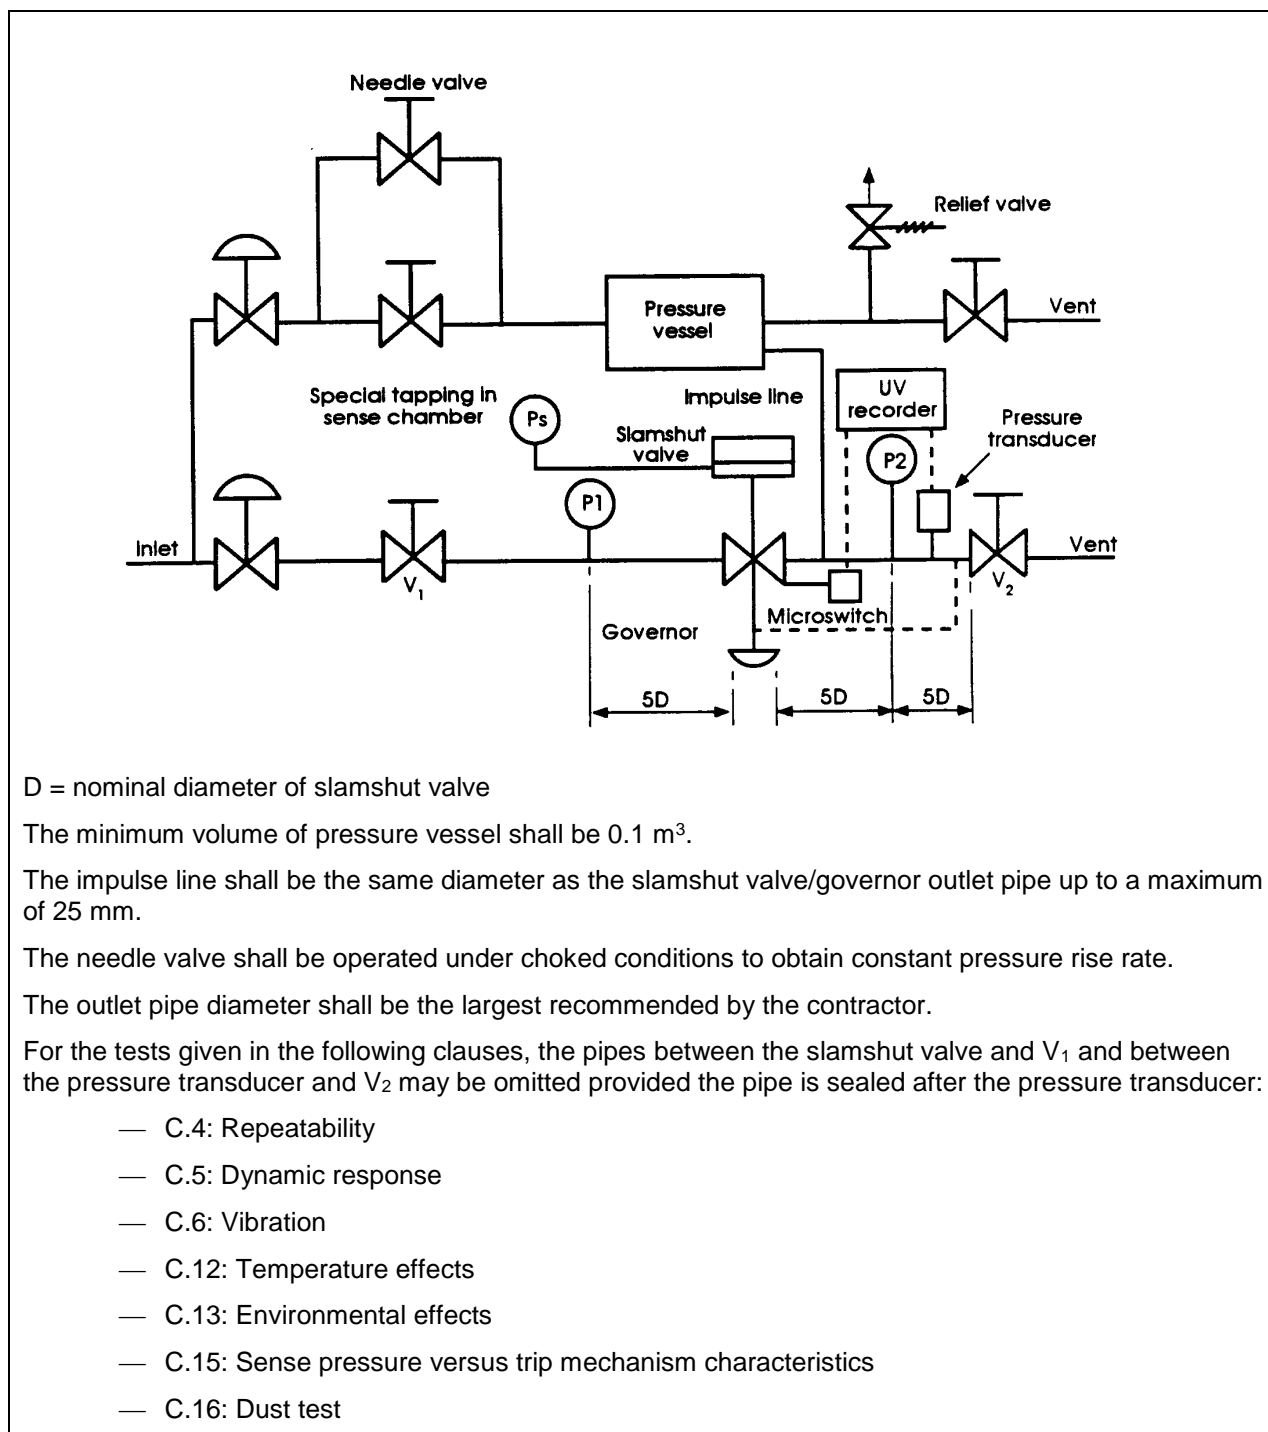 Needle valve
Relief valve
Pressure
vessel
Vent
Special tapping in
sense chamber
Ps
Impulse line
UV
recorder
Pressure
transducer
Slamshut
valve
P1
P2
Inlet
V₁
Vent
V₂
Microswitch
Governor
5D
5D
5D
D = nominal diameter of slamshut valve
The minimum volume of pressure vessel shall be 0.1 m³.
The impulse line shall be the same diameter as the slamshut valve/governor outlet pipe up to a maximum
of 25 mm.
The needle valve shall be operated under choked conditions to obtain constant pressure rise rate.
The outlet pipe diameter shall be the largest recommended by the contractor.
For the tests given in the following clauses, the pipes between the slamshut valve and V₁ and between
the pressure transducer and V₂ may be omitted provided the pipe is sealed after the pressure transducer:
— C.4: Repeatability
— C.5: Dynamic response
— C.6: Vibration
— C.12: Temperature effects
— C.13: Environmental effects
— C.15: Sense pressure versus trip mechanism characteristics
— C.16: Dust test